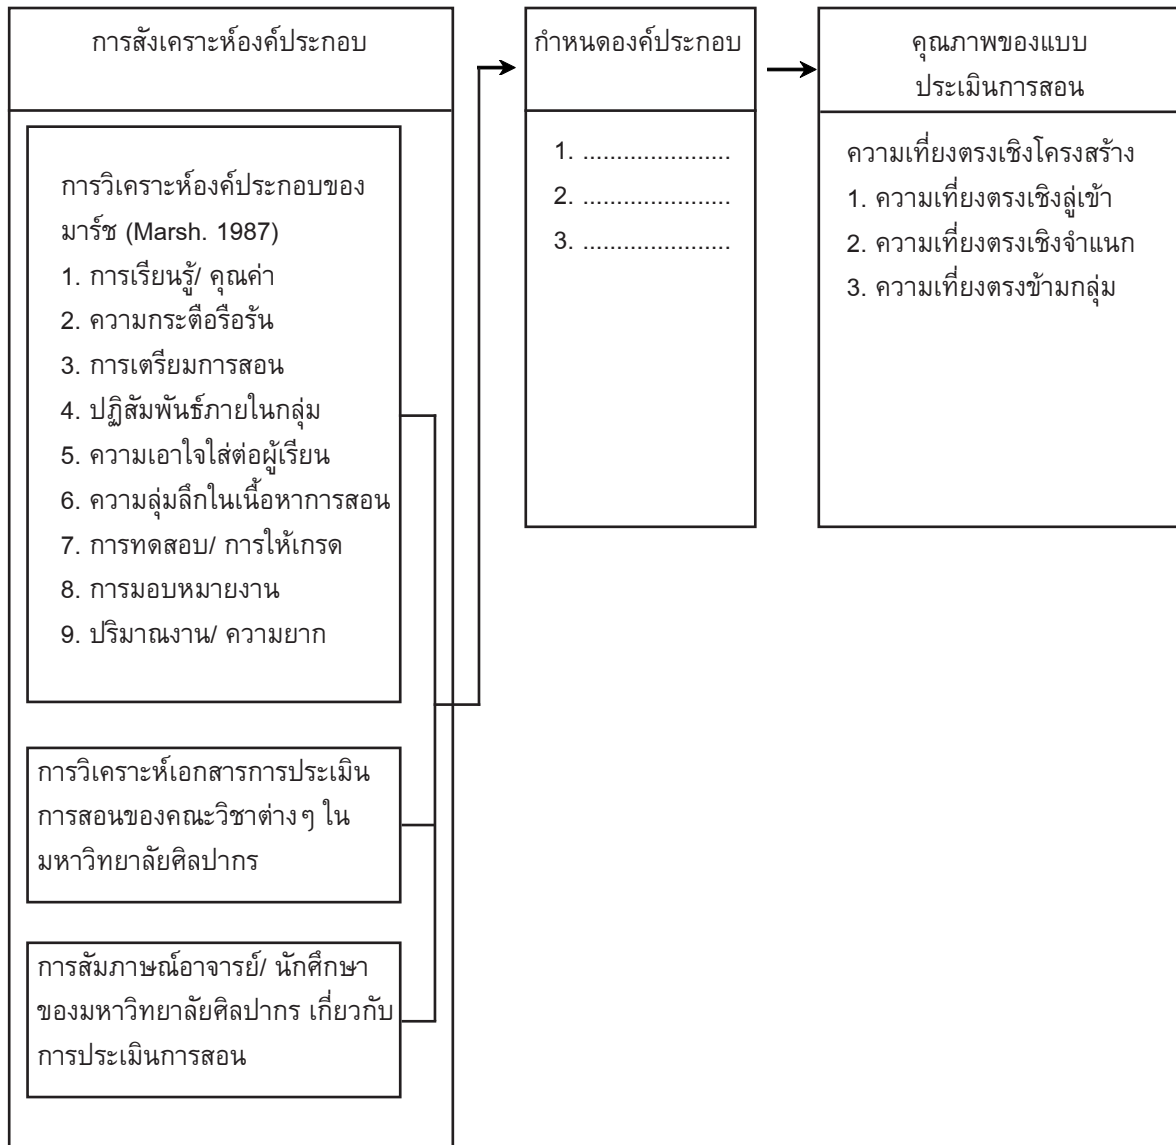 การสังเคราะห์องค์ประกอบ
การวิเคราะห์องค์ประกอบของ
มาร์ช (Marsh. 1987)
1. การเรียนรู้/ คุณค่า
2. ความกระตือรือร้น
3. การเตรียมการสอน
4. ปฏิสัมพันธ์ภายในกลุ่ม
5. ความเอาใจใส่ต่อผู้เรียน
6. ความลุ่มลึกในเนื้อหาการสอน
7. การทดสอบ/ การให้เกรด
8. การมอบหมายงาน
9. ปริมาณงาน/ ความยาก
การวิเคราะห์เอกสารการประเมิน
การสอนของคณะวิชาต่างๆ ใน
มหาวิทยาลัยศิลปากร
การสัมภาษณ์อาจารย์/ นักศึกษา
ของมหาวิทยาลัยศิลปากร เกี่ยวกับ
การประเมินการสอน
กำหนดองค์ประกอบ
1. ......................
2. ......................
3. ......................
คุณภาพของแบบ
ประเมินการสอน
ความเที่ยงตรงเชิงโครงสร้าง
1. ความเที่ยงตรงเชิงลู่เข้า
2. ความเที่ยงตรงเชิงจำแนก
3. ความเที่ยงตรงข้ามกลุ่ม